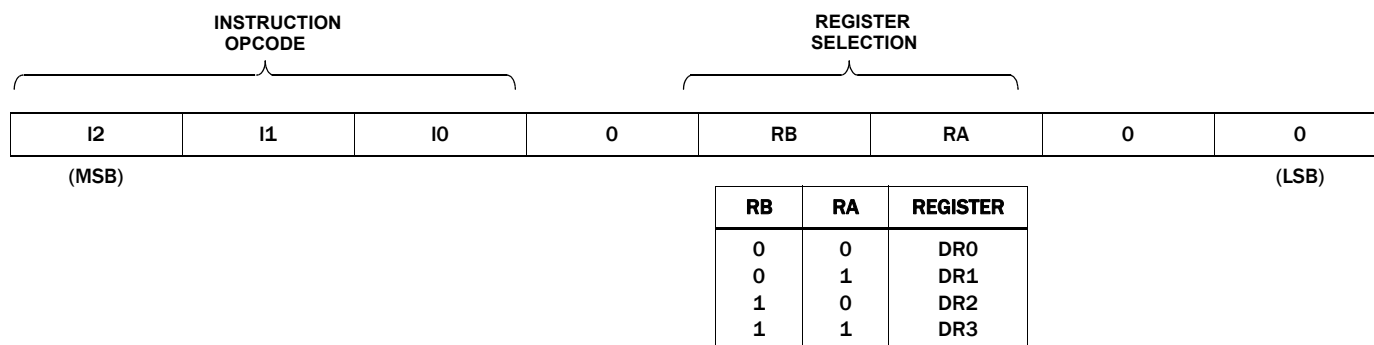 INSTRUCTION
OPCODE
REGISTER
SELECTION
I2 I1 I0 0 RB RA 0 0
(MSB) (LSB)
RB RA REGISTER
0 0 DR0
0 1 DR1
1 0 DR2
1 1 DR3